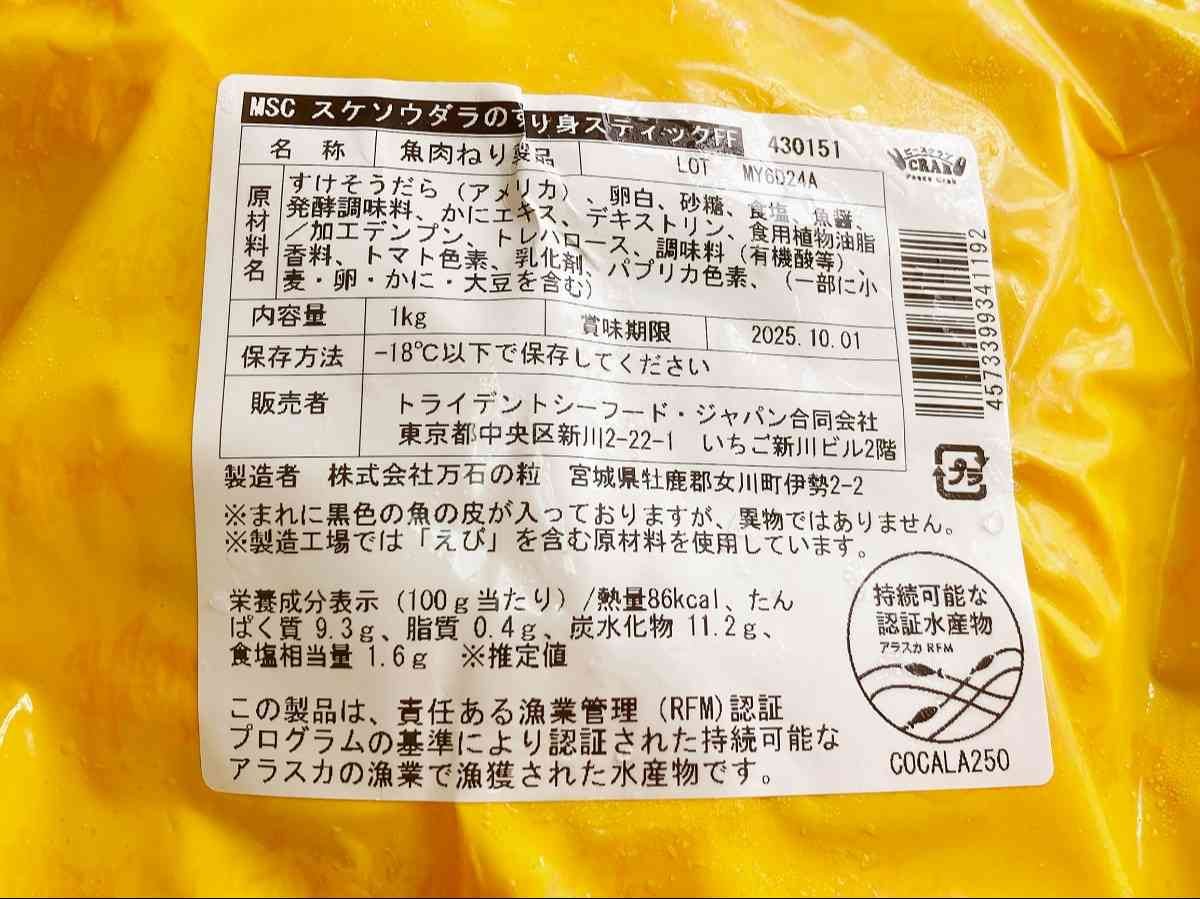 MSC スケソウダラのすり身スティックFF 430151
ピースクラブ
CRAB
Peace Crab
名称 魚肉ねり製品 LOT MY6D24A
原材料名
すけそうだら（アメリカ）、卵白、砂糖、食塩、魚醤、
発酵調味料、かにエキス、デキストリン、食用植物油脂
／加工デンプン、トレハロース、調味料（有機酸等）、
香料、トマト色素、乳化剤、パプリカ色素、（一部に小
麦・卵・かに・大豆を含む）
内容量 1kg 賞味期限 2025.10.01
保存方法 -18℃以下で保存してください
販売者 トライデントシーフード・ジャパン合同会社
東京都中央区新川2-22-1 いちご新川ビル2階
4573399341192
プラ
製造者 株式会社万石の粒 宮城県牡鹿郡女川町伊勢2-2
※まれに黒色の魚の皮が入っておりますが、異物ではありません。
※製造工場では「えび」を含む原材料を使用しています。
栄養成分表示（100g当たり）/熱量86kcal、たん
ぱく質 9.3g、脂質 0.4g、炭水化物 11.2g、
食塩相当量 1.6g ※推定値
この製品は、責任ある漁業管理（RFM)認証
プログラムの基準により認証された持続可能な
アラスカの漁業で漁獲された水産物です。
持続可能な
認証水産物
アラスカ RFM
COCALA250